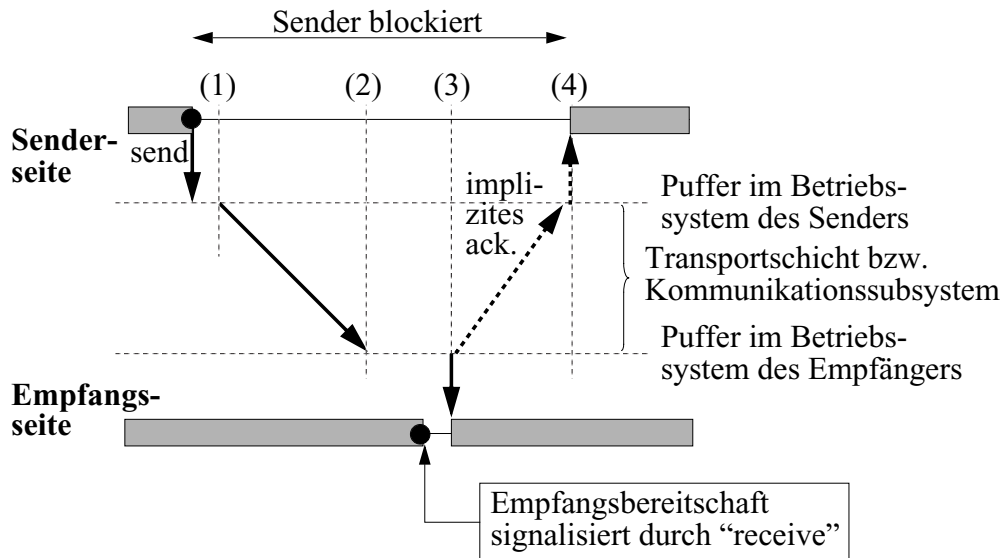 Sender blockiert
(1)
(2)
(3)
(4)
Sender-
seite
send
impli-
zites
ack.
Puffer im Betriebs-
system des Senders
Transportschicht bzw.
Kommunikationssubsystem
Puffer im Betriebs-
system des Empfängers
Empfangs-
seite
Empfangsbereitschaft
signalisiert durch “receive”